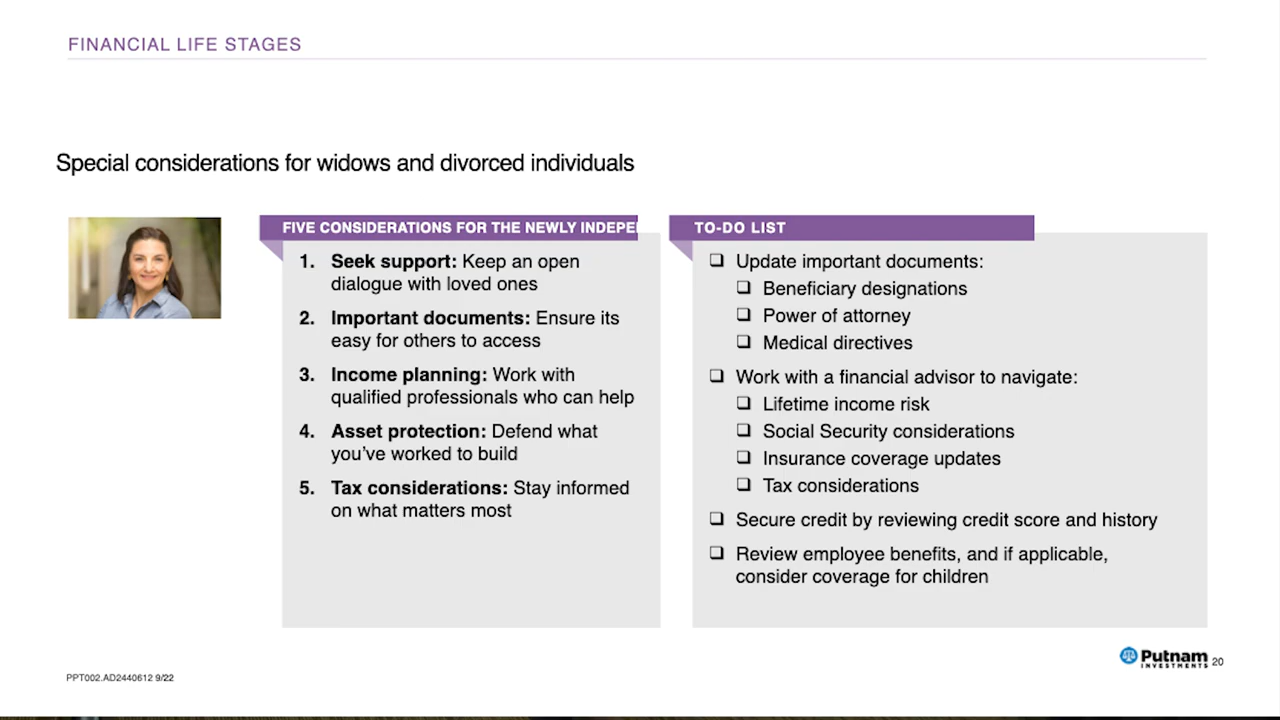 FINANCIAL LIFE STAGES
Special considerations for widows and divorced individuals
FIVE CONSIDERATIONS FOR THE NEWLY
1. Seek support: Keep an open
dialogue with loved ones
2. Important documents: Ensure its
easy for others to access
3. Income planning: Work with
qualified professionals who can help
4. Asset protection: Defend what
you’ve worked to build
5. Tax considerations: Stay informed
on what matters most
TO-DO LIST
❑ Update important documents:
❑ Beneficiary designations
❑ Power of attorney
❑ Medical directives
❑ Work with a financial advisor to navigate:
❑ Lifetime income risk
❑ Social Security considerations
❑ Insurance coverage updates
❑ Tax considerations
❑ Secure credit by reviewing credit score and history
❑ Review employee benefits, and if applicable,
consider coverage for children
Putnam
INVESTMENTS
20
PPT002.AD2440612 9/22